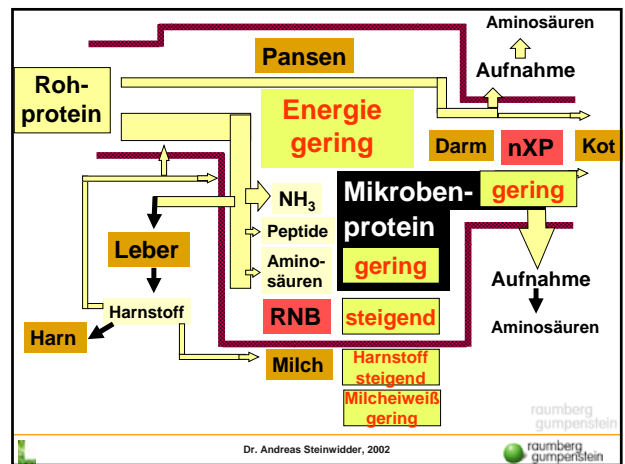 Aminosäuren
Pansen
Aufnahme
Roh-
protein
Energie
gering
Darm
nXP
Kot
Mikroben-
protein
gering
gering
NH3
Peptide
Amino-
säuren
Leber
Aufnahme
Harnstoff
RNB
steigend
Aminosäuren
Harn
Milch
Harnstoff
steigend
Milcheiweiß
gering
raumberg
gumpenstein
Dr. Andreas Steinwidder, 2002
raumberg
gumpenstein